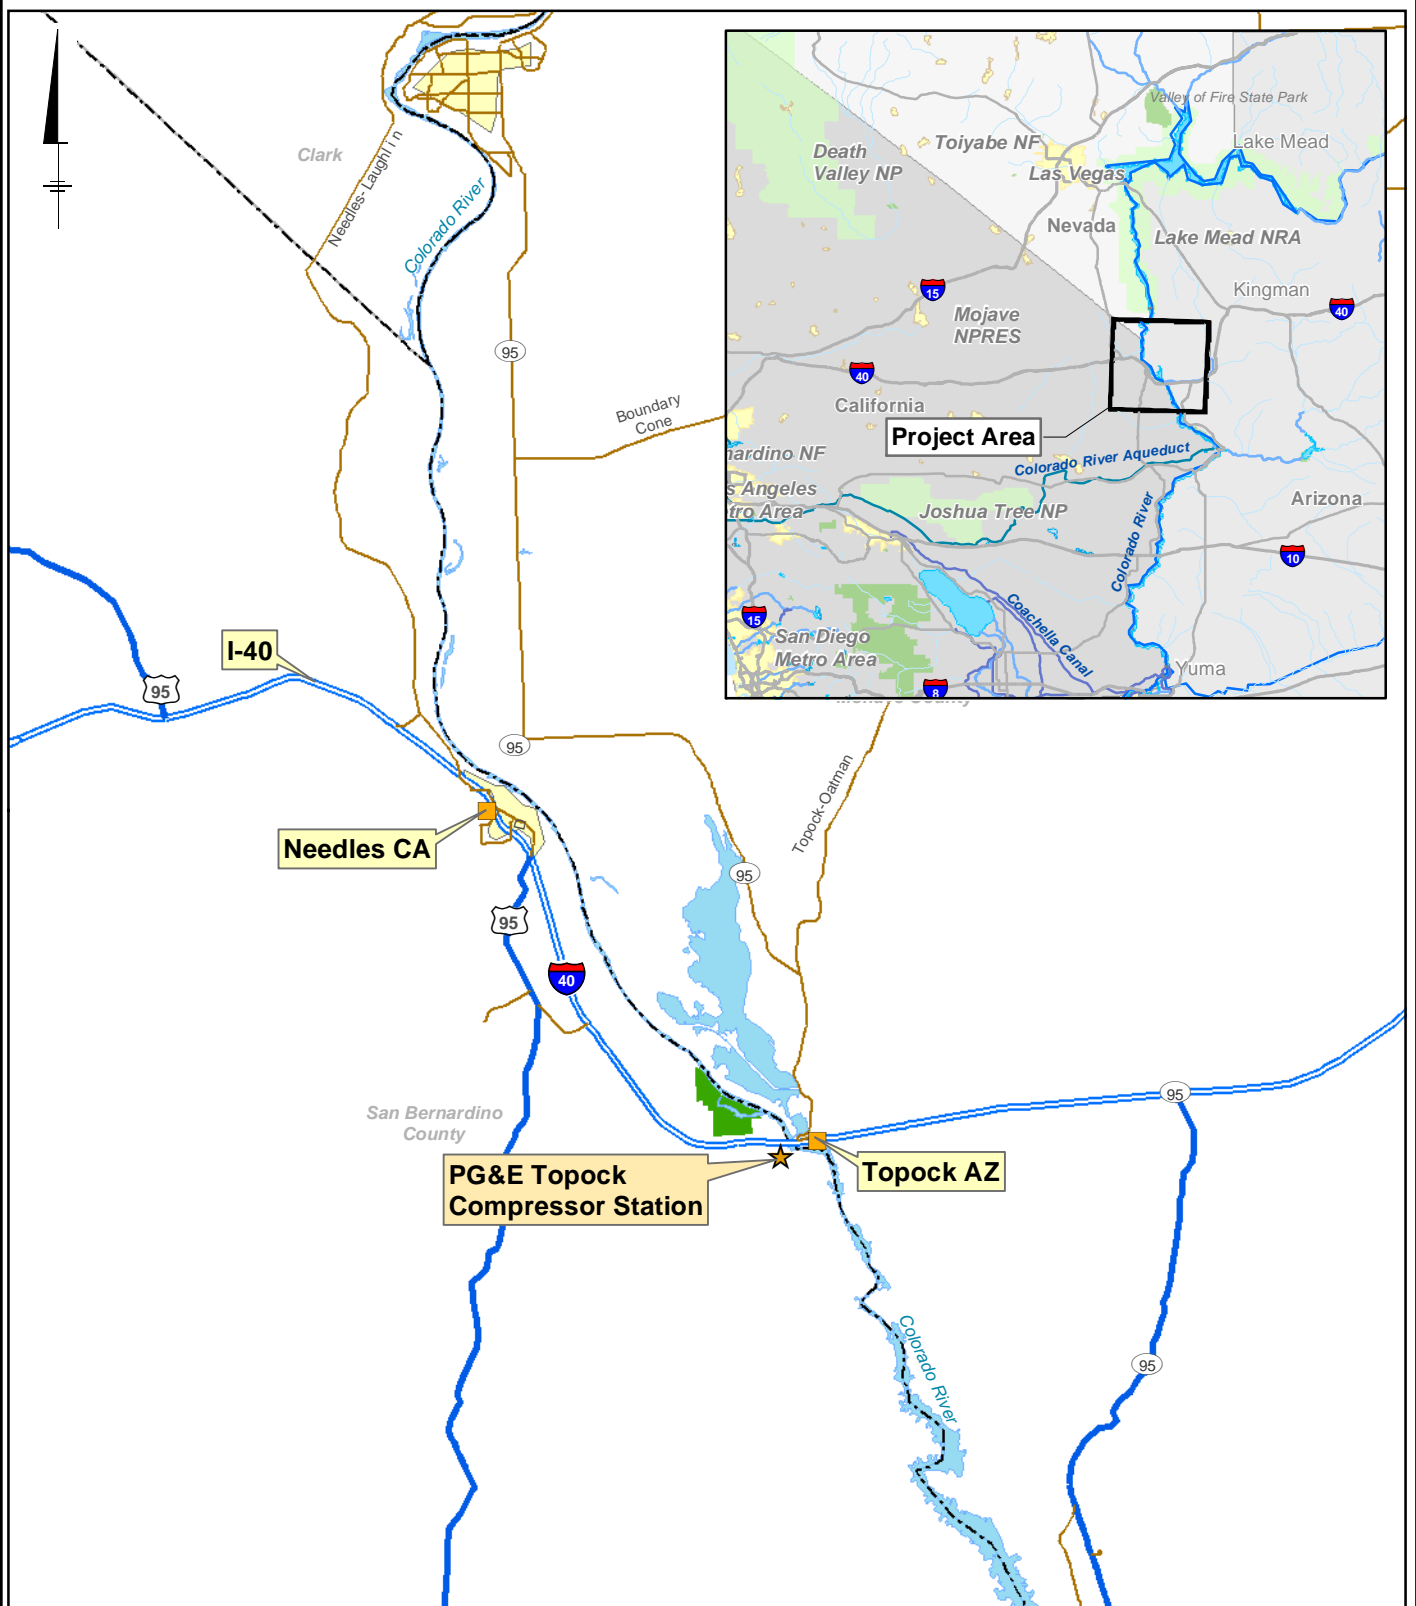 Clark
Needles-Laughlin
Colorado River
95
Boundary
Cone
I-40
95
95
Needles CA
95
40
95
Topock-Oatman
San Bernardino
County
PG&E Topock
Compressor Station
Topock AZ
95
Colorado River
95
Valley of Fire State Park
Lake Mead
Toiyabe NF
Death
Valley NP
Las Vegas
Nevada
Lake Mead NRA
Kingman
15
40
Mojave
NPRES
40
California
Project Area
Colorado River Aqueduct
nardino NF
s Angeles
tro Area
Joshua Tree NP
Colorado River
Arizona
10
Coachella Canal
15
San Diego
Metro Area
Yuma
8